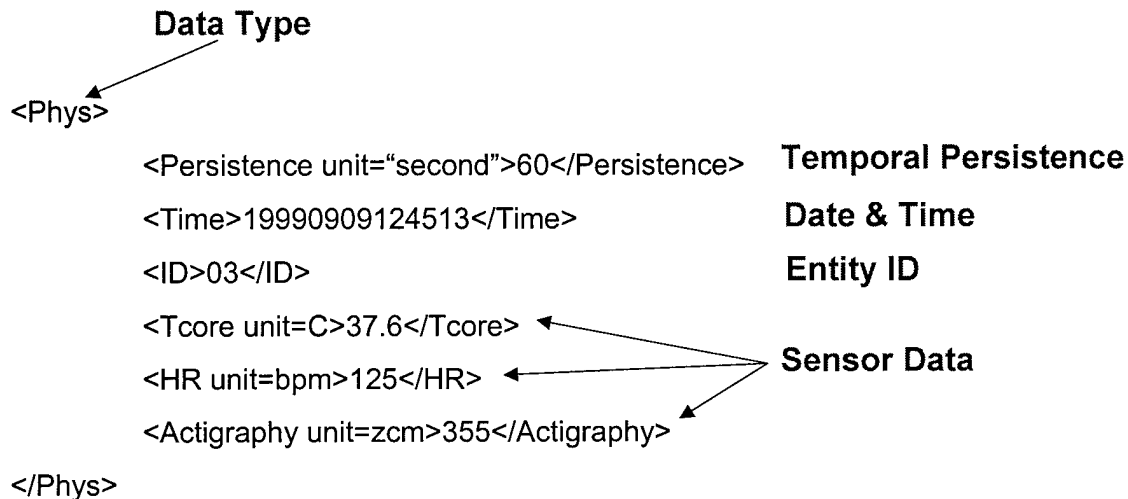 Data Type
<Phys>
<Persistence unit=“second”>60</Persistence> Temporal Persistence
<Time>19990909124513</Time> Date & Time
<ID>03</ID> Entity ID
<Tcore unit=C>37.6</Tcore>
<HR unit=bpm>125</HR> Sensor Data
<Actigraphy unit=zcm>355</Actigraphy>
</Phys>